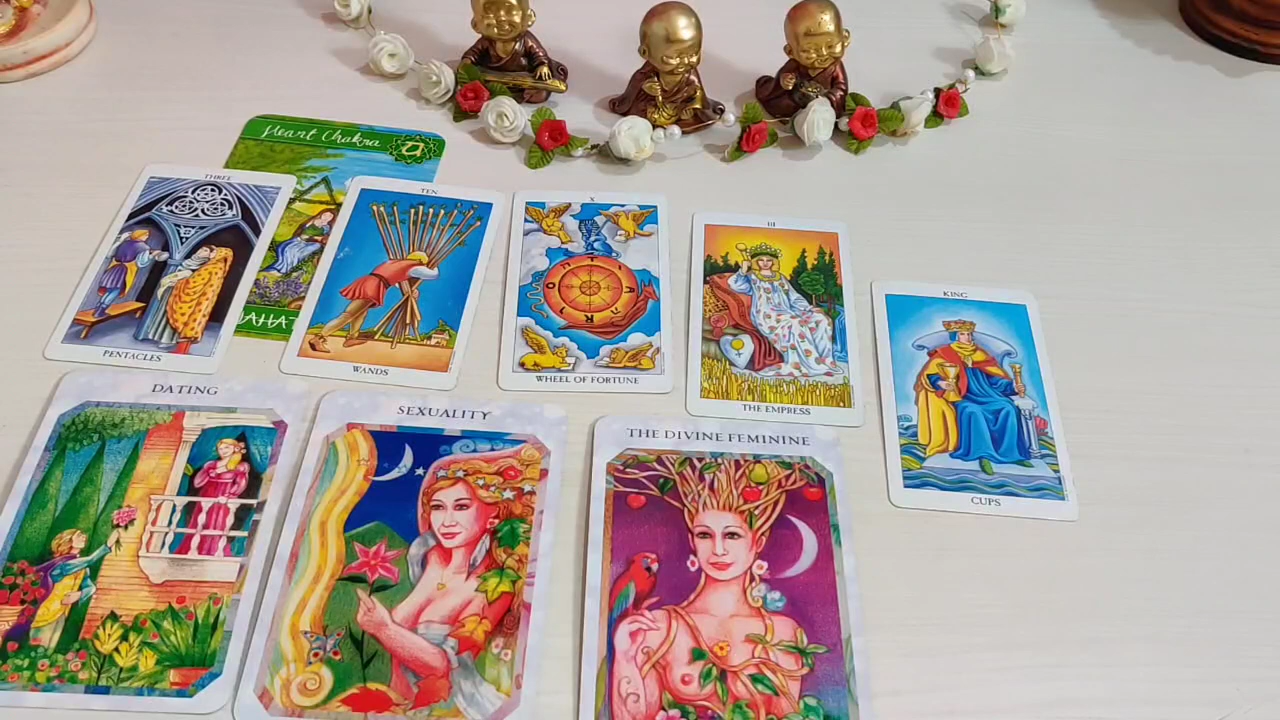 Heart Chakra
THREE
PENTACLES
TEN
WANDS
X
WHEEL OF FORTUNE
III
THE EMPRESS
KING
CUPS
DATING
SEXUALITY
THE DIVINE FEMININE